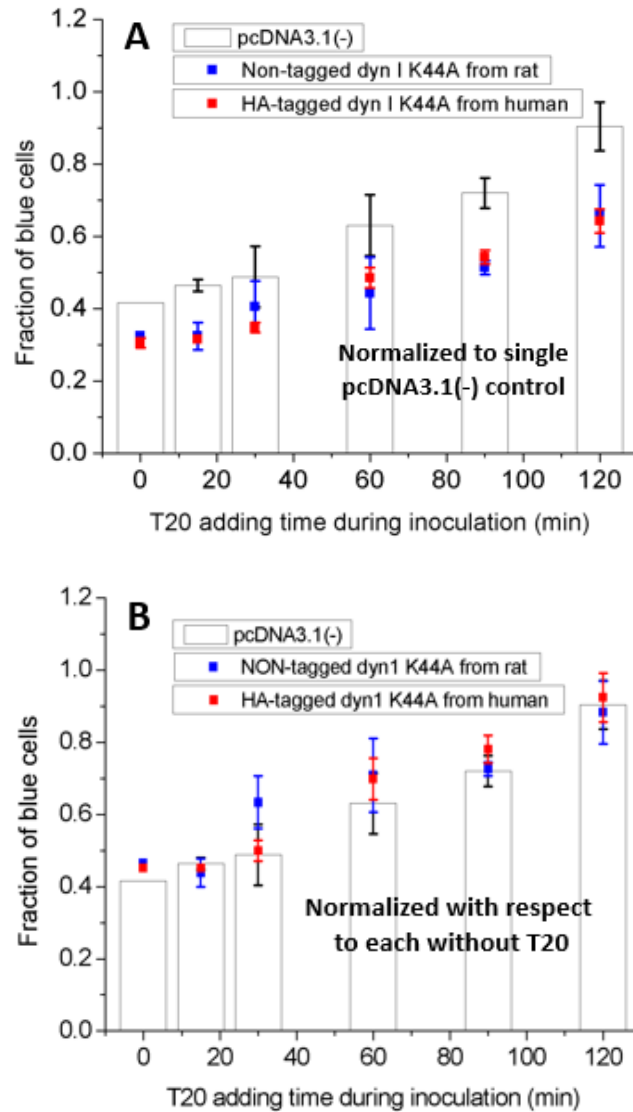 A
pcDNA3.1(-)
Non-tagged dyn I K44A from rat
HA-tagged dyn I K44A from human
1.2
1.0
0.8
0.6
0.4
0.2
0.0
Fraction of blue cells
Normalized to single
pcDNA3.1(-) control
0 20 40 60 80 100 120
T20 adding time during inoculation (min)
B
pcDNA3.1(-)
NON-tagged dyn1 K44A from rat
HA-tagged dyn1 K44A from human
1.2
1.0
0.8
0.6
0.4
0.2
0.0
Fraction of blue cells
Normalized with respect
to each without T20
0 20 40 60 80 100 120
T20 adding time during inoculation (min)